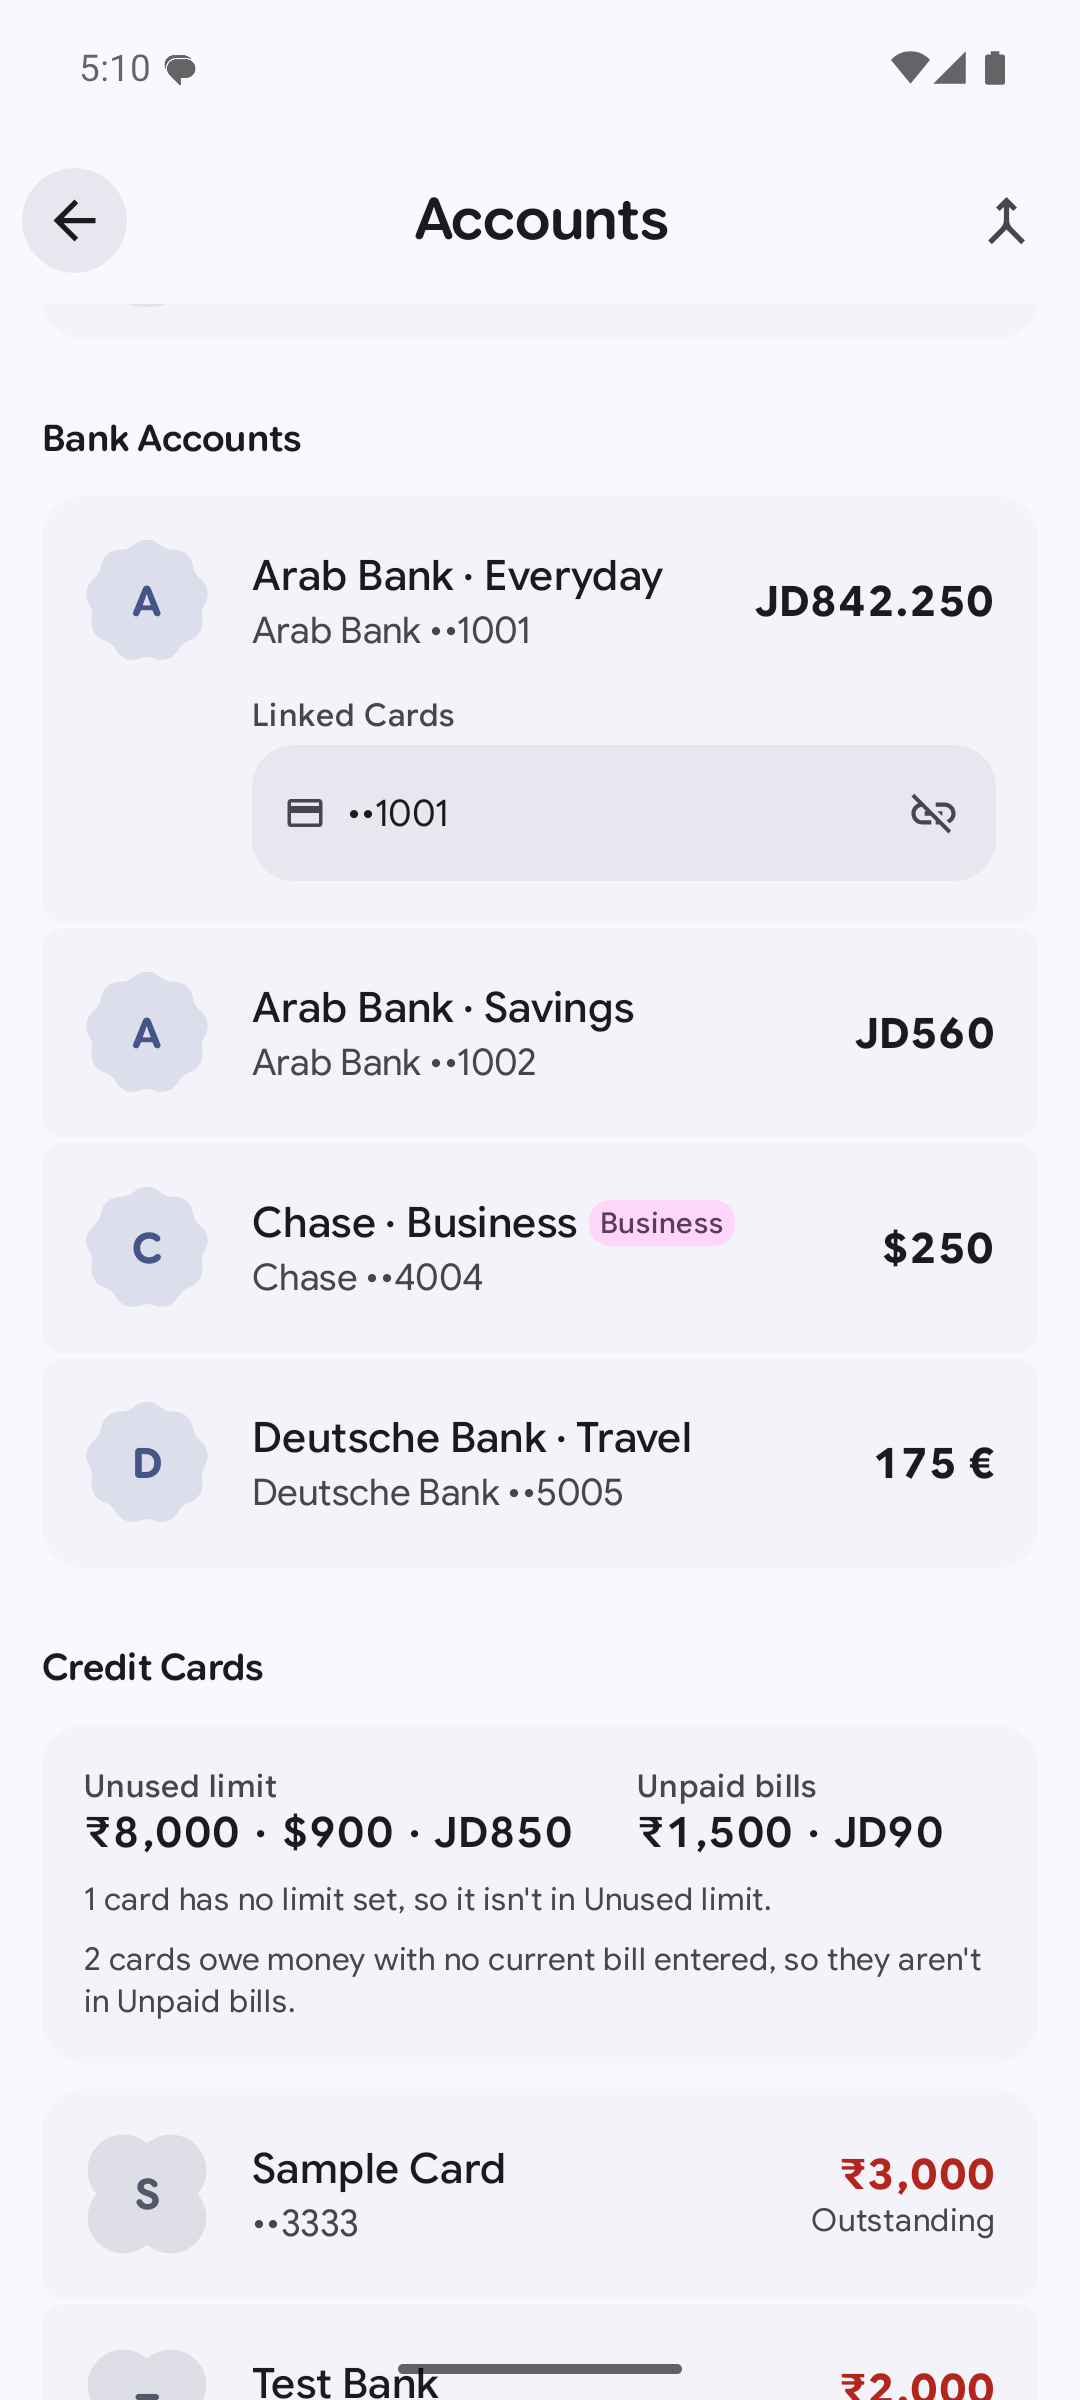 5:10
Accounts
Bank Accounts
A
Arab Bank · Everyday
JD842.250
Arab Bank ••1001
Linked Cards
••1001
A
Arab Bank · Savings
JD560
Arab Bank ••1002
C
Chase · Business Business
$250
Chase ••4004
D
Deutsche Bank · Travel
175 €
Deutsche Bank ••5005
Credit Cards
Unused limit
₹8,000 · $900 · JD850
Unpaid bills
₹1,500 · JD90
1 card has no limit set, so it isn't in Unused limit.
2 cards owe money with no current bill entered, so they aren't
in Unpaid bills.
S
Sample Card
₹3,000
••3333
Outstanding
Test Bank
₹2,000